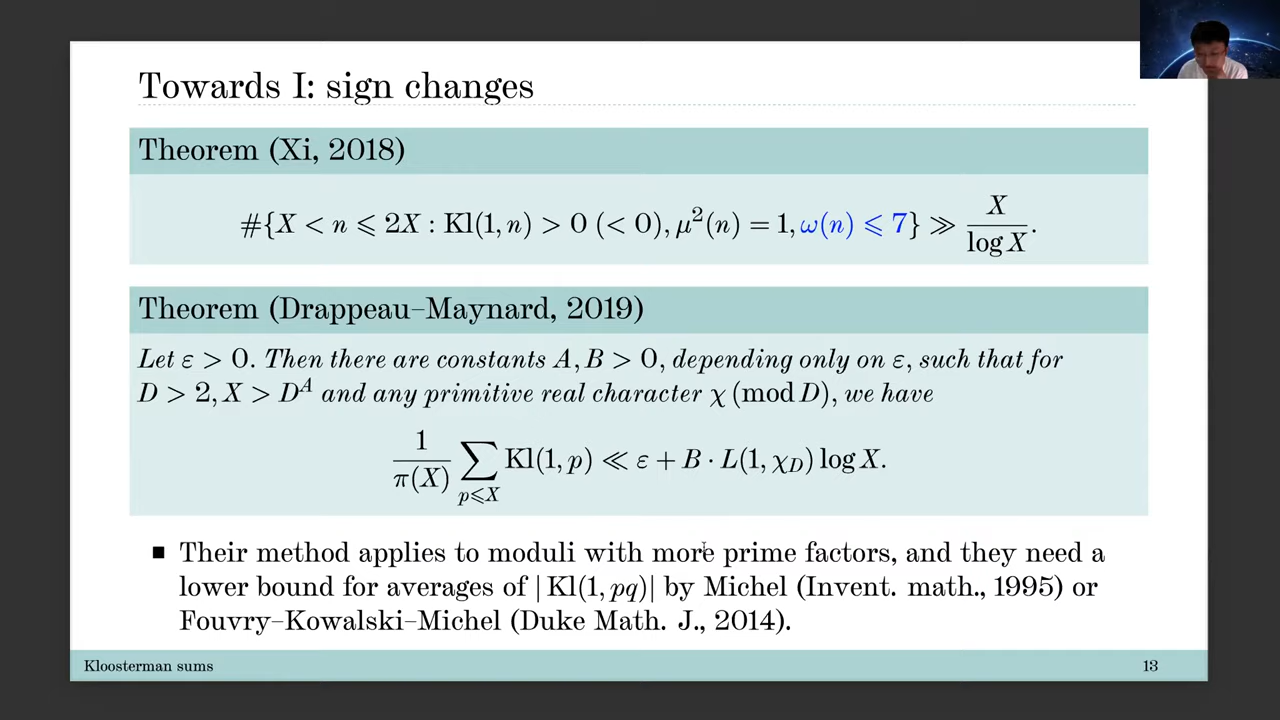 Towards I: sign changes
Theorem (Xi, 2018)
#{X < n ⩽ 2X : Kl(1, n) > 0 (< 0), μ²(n) = 1, ω(n) ⩽ 7} ≫ X / log X.
Theorem (Drappeau–Maynard, 2019)
Let ε > 0. Then there are constants A, B > 0, depending only on ε, such that for
D > 2, X > D^A and any primitive real character χ (mod D), we have
1/π(X) ∑_{p⩽X} Kl(1, p) ≪ ε + B · L(1, χ_D) log X.
■ Their method applies to moduli with more prime factors, and they need a
lower bound for averages of | Kl(1, pq)| by Michel (Invent. math., 1995) or
Fouvry–Kowalski–Michel (Duke Math. J., 2014).
Kloosterman sums
13